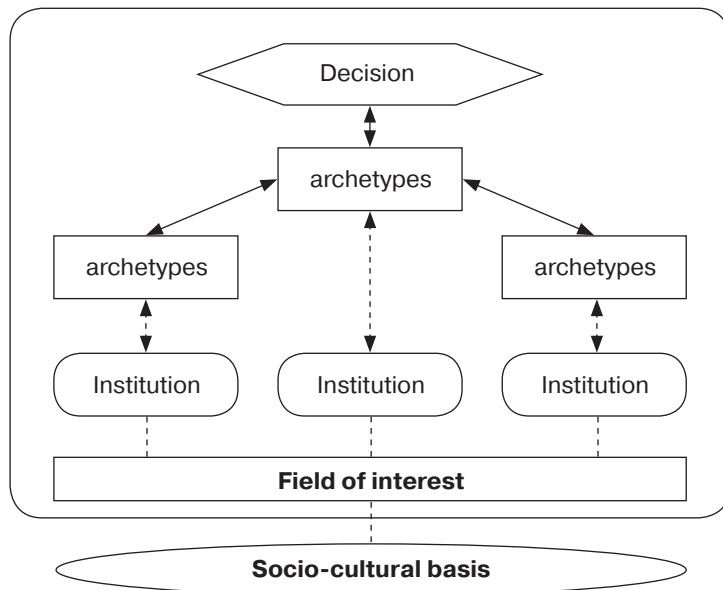 Decision
archetypes
archetypes
archetypes
Institution
Institution
Institution
Field of interest
Socio-cultural basis